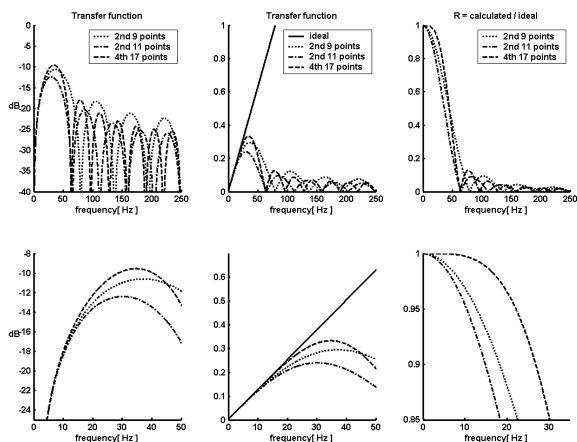 Transfer function
0
-5
-10
-15
dB
-20
-25
-30
-35
-40
0 50 100 150 200 250
frequency[ Hz ]
2nd 9 points
2nd 11 points
4th 17 points
Transfer function
1
0.8
0.6
0.4
0.2
0
0 50 100 150 200 250
frequency[ Hz ]
ideal
2nd 9 points
2nd 11 points
4th 17 points
R = calculated / ideal
1
0.8
0.6
0.4
0.2
0
0 50 100 150 200 250
frequency[ Hz ]
2nd 9 points
2nd 11 points
4th 17 points
-8
-10
-12
-14
dB
-16
-18
-20
-22
-24
0 10 20 30 40 50
frequency[ Hz ]
0.6
0.5
0.4
0.3
0.2
0.1
0
0 10 20 30 40 50
frequency[ Hz ]
1
0.95
0.9
0.85
0 10 20 30
frequency[ Hz ]